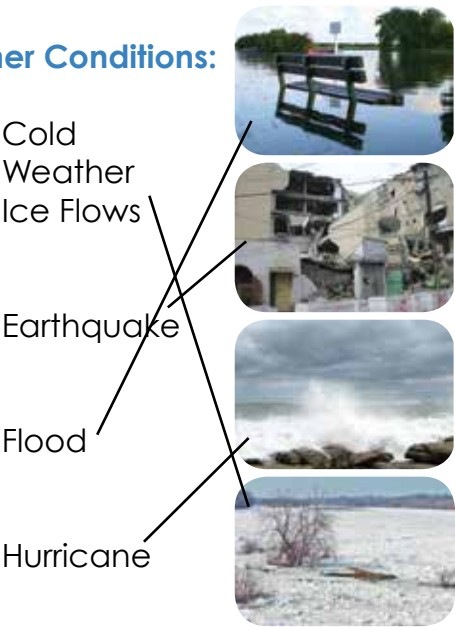 her Conditions:
Cold
Weather
Ice Flows
Earthquake
Flood
Hurricane